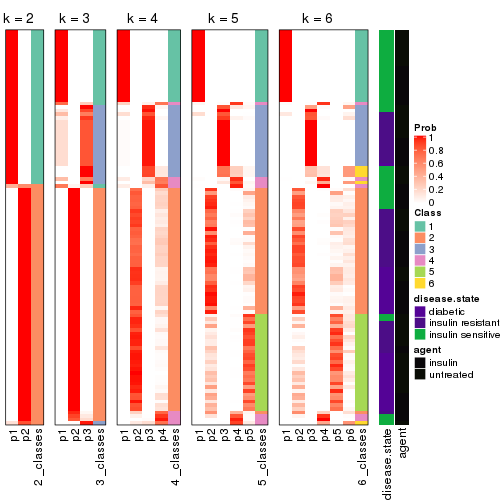 k = 2
k = 3
k = 4
k = 5
k = 6
p1
p2
2_classes
p1
p2
p3
3_classes
p1
p2
p3
p4
4_classes
p1
p2
p3
p4
p5
5_classes
p1
p2
p3
p4
p5
p6
6_classes
disease.state
agent
Prob
1
0.8
0.6
0.4
0.2
0
Class
1
2
3
4
5
6
disease.state
diabetic
insulin resistant
insulin sensitive
agent
insulin
untreated